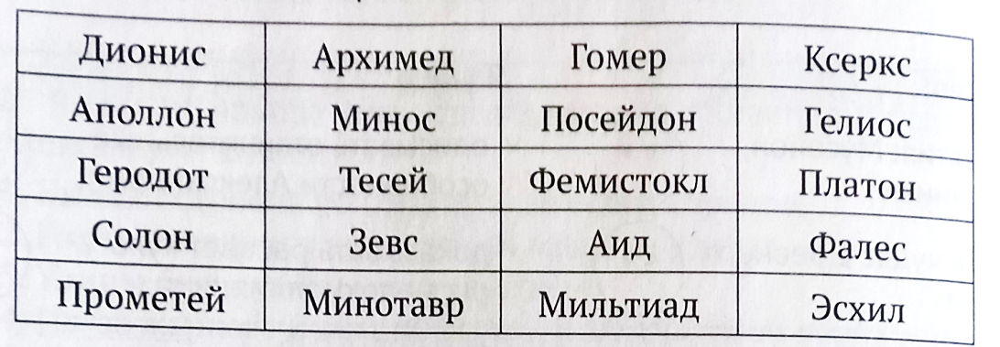 Дионис Архимед Гомер Ксеркс
Аполлон Минос Посейдон Гелиос
Геродот Тесей Фемистокл Платон
Солон Зевс Аид Фалес
Прометей Минотавр Мильтиад Эсхил